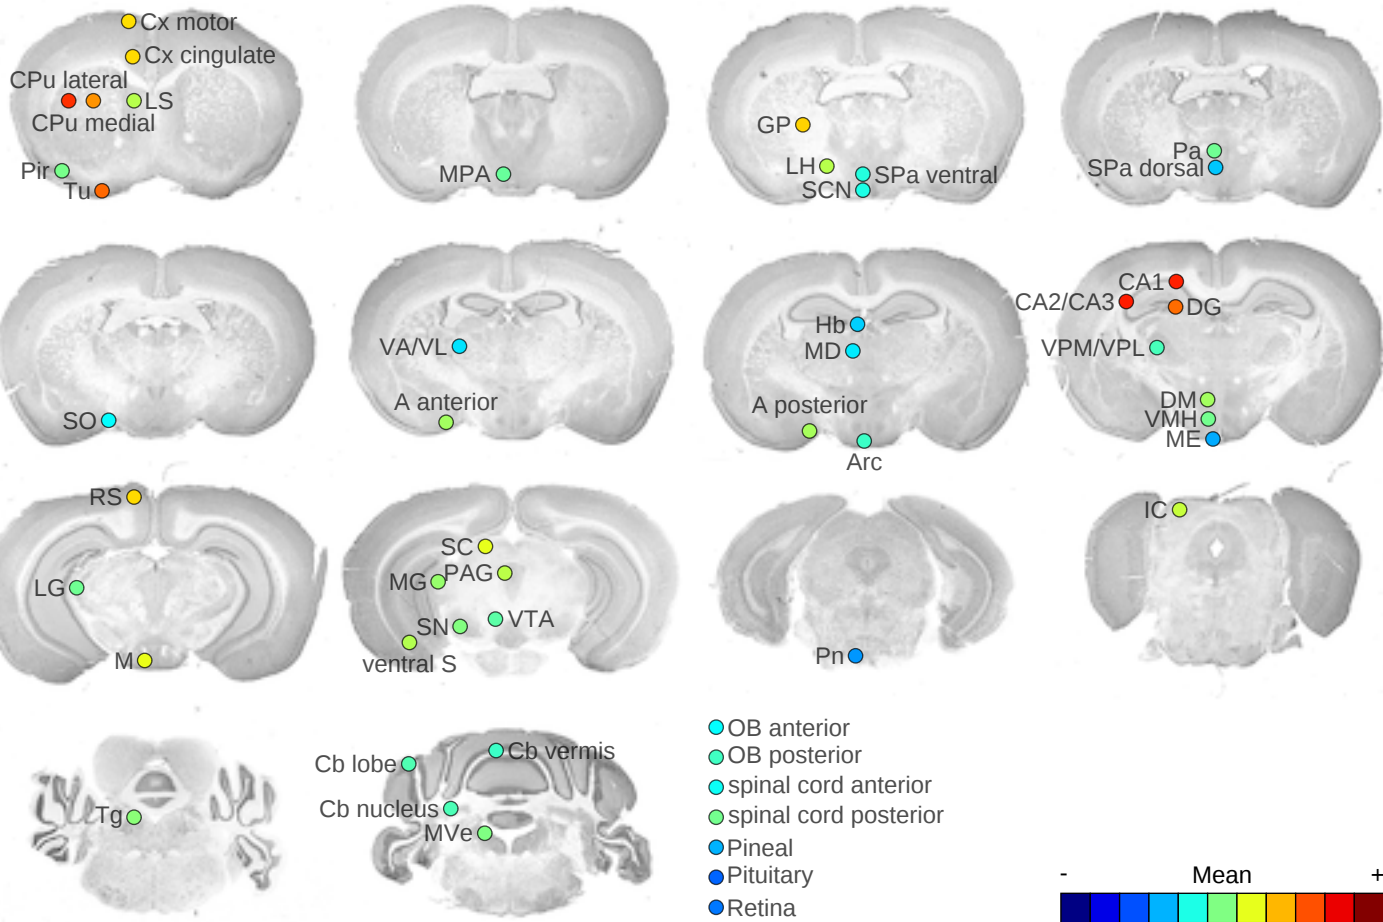 Cx motor
Cx cingulate
CPu lateral
LS
CPu medial
Pir
Tu
MPA
GP
LH
SPa ventral
SCN
Pa
SPa dorsal
SO
VA/VL
A anterior
Hb
MD
A posterior
Arc
CA1
CA2/CA3
DG
VPM/VPL
DM
VMH
ME
RS
LG
M
SC
MG
PAG
SN
VTA
ventral S
Pn
IC
Tg
Cb lobe
Cb vermis
Cb nucleus
MVe
OB anterior
OB posterior
spinal cord anterior
spinal cord posterior
Pineal
Pituitary
Retina
- Mean +